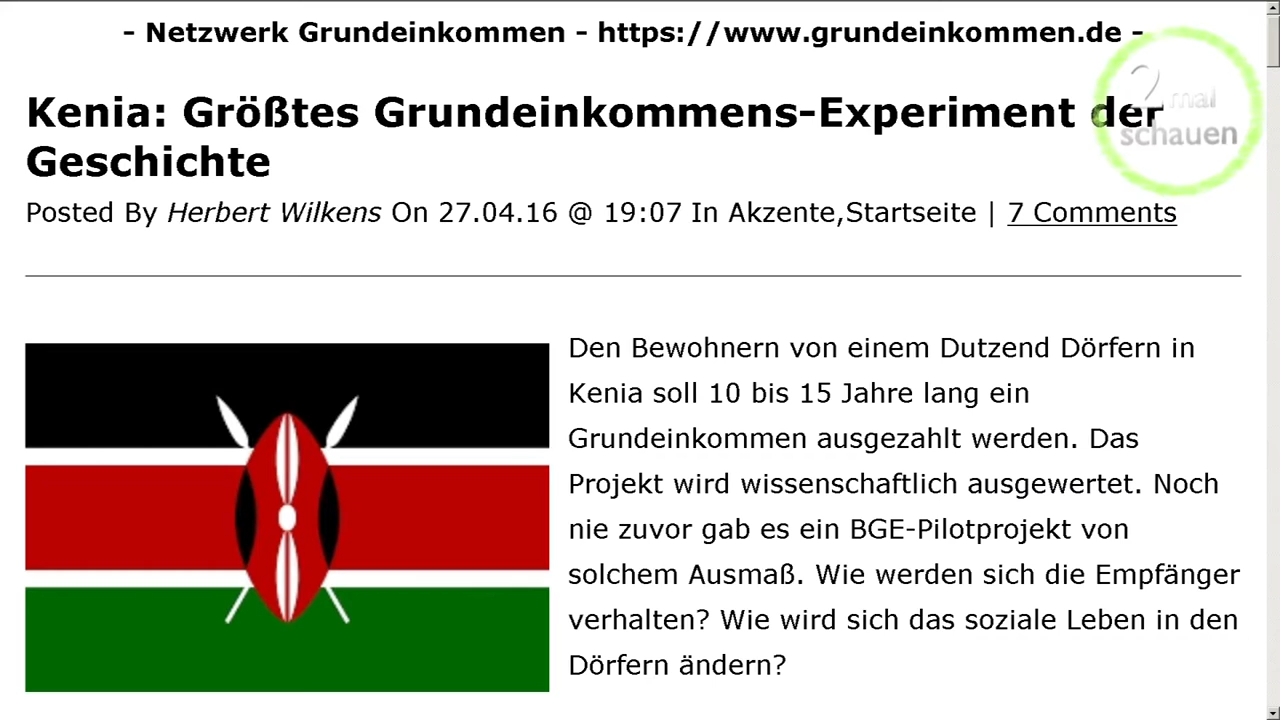 - Netzwerk Grundeinkommen - https://www.grundeinkommen.de -
2 mal
schauen
Kenia: Größtes Grundeinkommens-Experiment der
Geschichte
Posted By Herbert Wilkens On 27.04.16 @ 19:07 In Akzente,Startseite | 7 Comments
Den Bewohnern von einem Dutzend Dörfern in
Kenia soll 10 bis 15 Jahre lang ein
Grundeinkommen ausgezahlt werden. Das
Projekt wird wissenschaftlich ausgewertet. Noch
nie zuvor gab es ein BGE-Pilotprojekt von
solchem Ausmaß. Wie werden sich die Empfänger
verhalten? Wie wird sich das soziale Leben in den
Dörfern ändern?